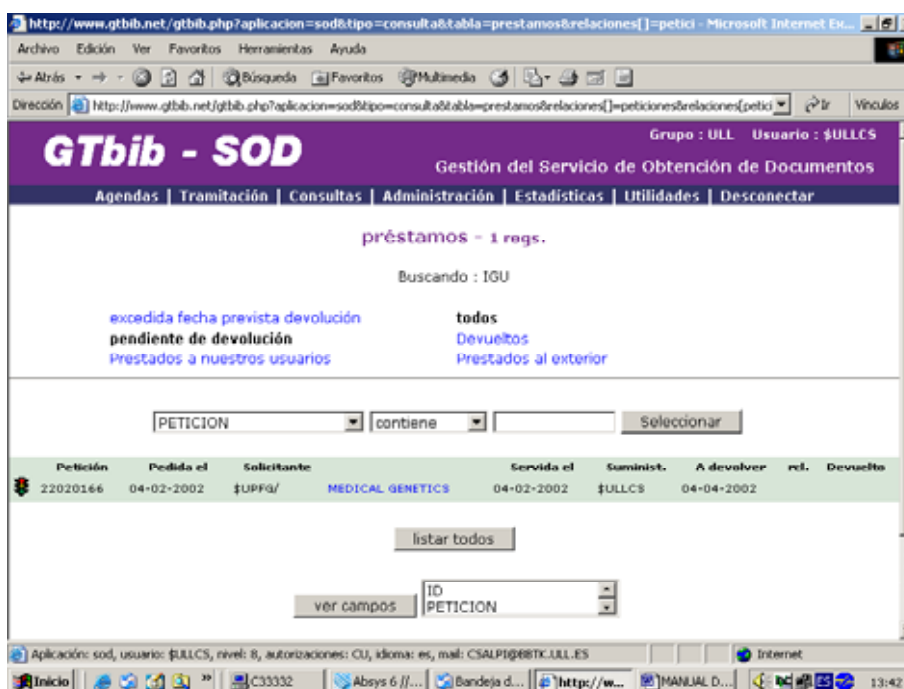 http://www.gtbib.net/gtbib.php?aplicacion=sod&tipo=consulta&tabla=prestamos&relaciones[]=petici - Microsoft Internet Ex...
Archivo Edición Ver Favoritos Herramientas Ayuda
Atrás Búsqueda Favoritos Multimedia
Dirección http://www.gtbib.net/gtbib.php?aplicacion=sod&tipo=consulta&tabla=prestamos&relaciones[]=peticiones&relaciones[petici Ir Vínculos
Grupo : ULL Usuario : $ULLCS
GTbib - SOD
Gestión del Servicio de Obtención de Documentos
Agendas | Tramitación | Consultas | Administración | Estadísticas | Utilidades | Desconectar
préstamos - 1 regs.
Buscando : IGU
excedida fecha prevista devolución todos
pendiente de devolución Devueltos
Prestados a nuestros usuarios Prestados al exterior
PETICION contiene Seleccionar
Petición Pedida el Solicitante Servida el Suminist. A devolver rcl. Devuelto
22020166 04-02-2002 $UPFG/ MEDICAL GENETICS 04-02-2002 $ULLCS 04-04-2002
listar todos
ID
ver campos PETICION
Aplicación: sod, usuario: $ULLCS, nivel: 8, autorizaciones: CU, idioma: es, mail: CSALPI@BBTK.ULL.ES Internet
Inicio » C33332 Absys 6 //... Bandeja d... http://w... MANUAL D... 13:42